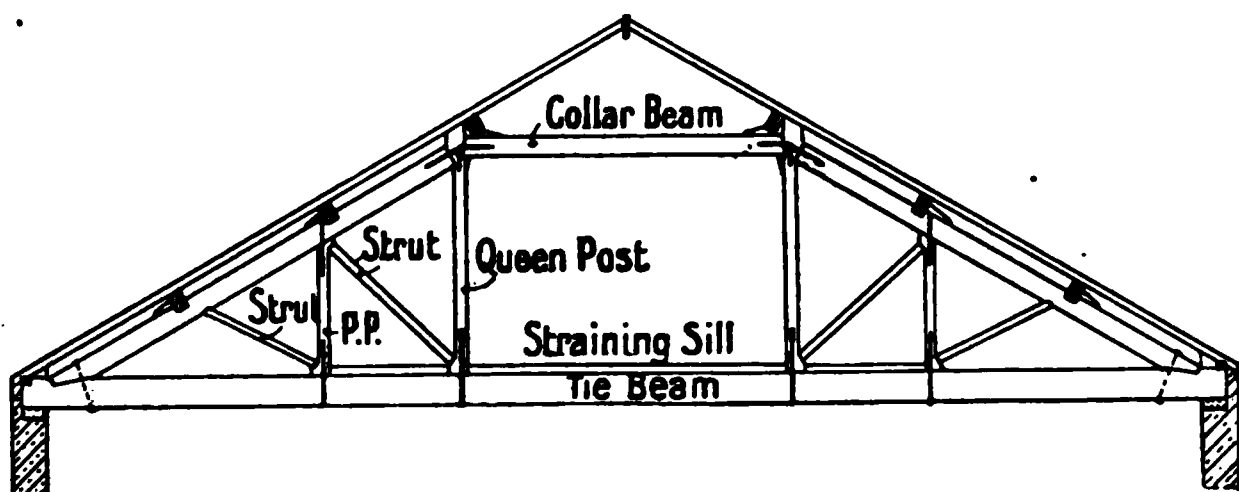 Collar Beam
Strut
Queen Post
Strut
P.P.
Straining Sill
Tie Beam